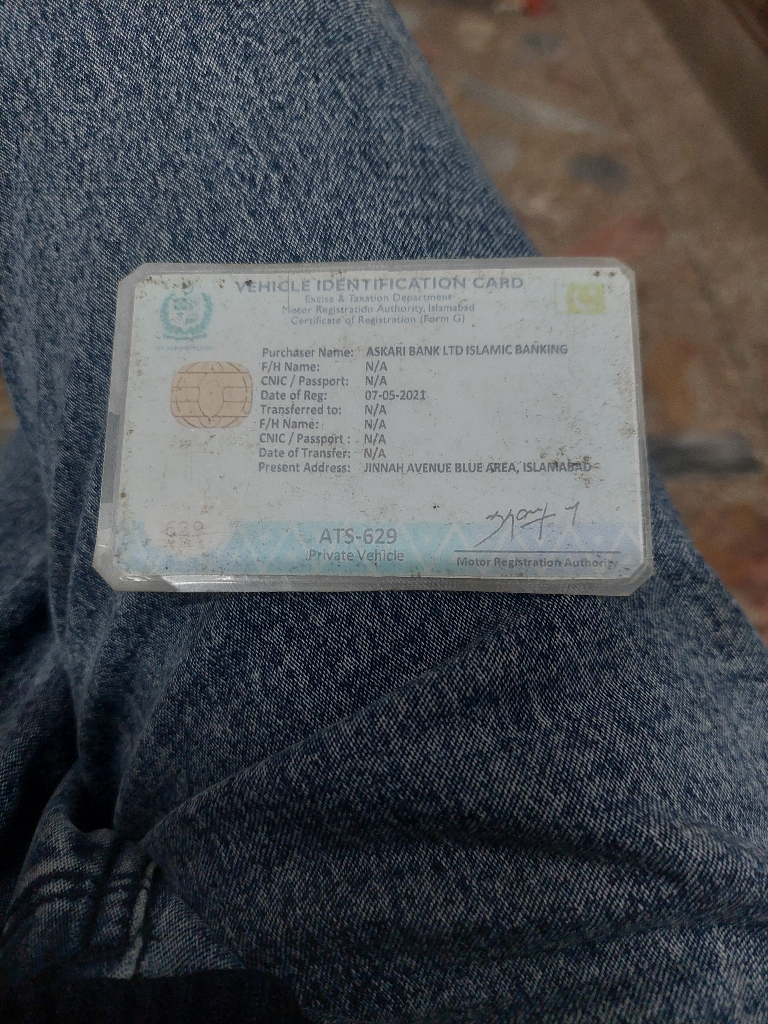 VEHICLE IDENTIFICATION CARD
Excise & Taxation Department
Motor Registration Authority, Islamabad
Certificate of Registration (Form G)
Purchaser Name: ASKARI BANK LTD ISLAMIC BANKING
F/H Name: N/A
CNIC / Passport: N/A
Date of Reg: 07-05-2021
Transferred to: N/A
F/H Name: N/A
CNIC / Passport : N/A
Date of Transfer: N/A
Present Address: JINNAH AVENUE BLUE AREA, ISLAMABAD
629
ATS-629
Private Vehicle
Motor Registration Authority